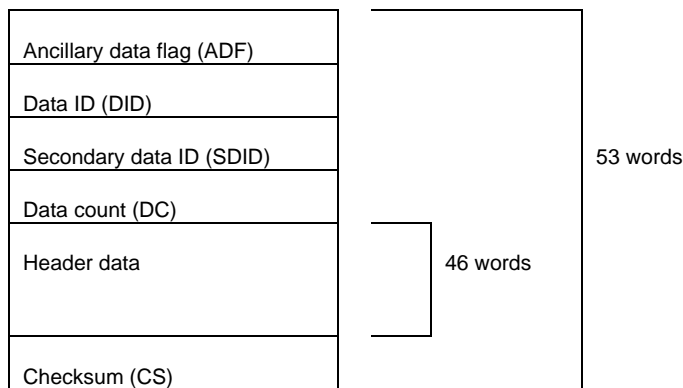 Ancillary data flag (ADF)
Data ID (DID)
Secondary data ID (SDID)
53 words
Data count (DC)
Header data
46 words
Checksum (CS)